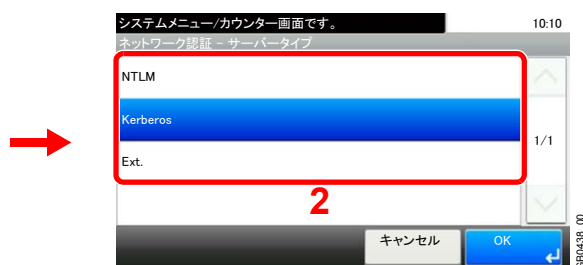 システムメニュー/カウンター画面です。 10:10
ネットワーク認証 - サーバータイプ
NTLM
Kerberos
1/1
Ext.
2
キャンセル OK
GB0438_00